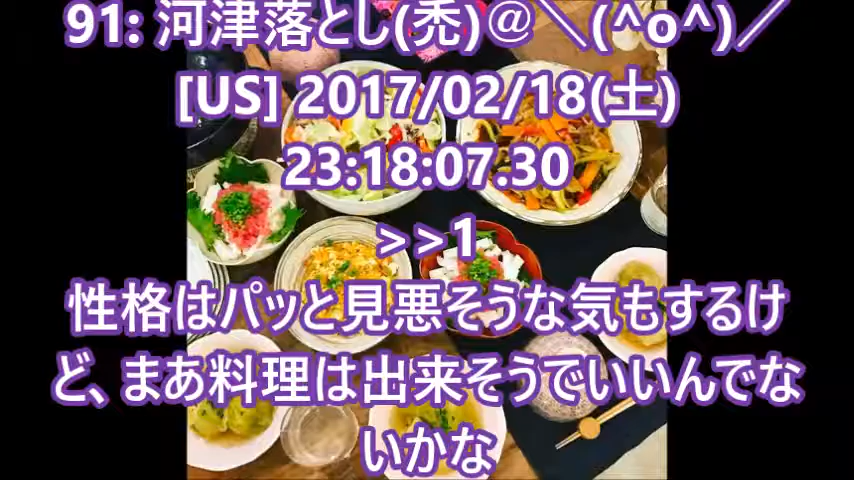 91: 河津落とし(禿)@＼(^o^)／
[US] 2017/02/18(土)
23:18:07.30
>>1
性格はパッと見悪そうな気もするけ
ど、まあ料理は出来そうでいいんでな
いかな